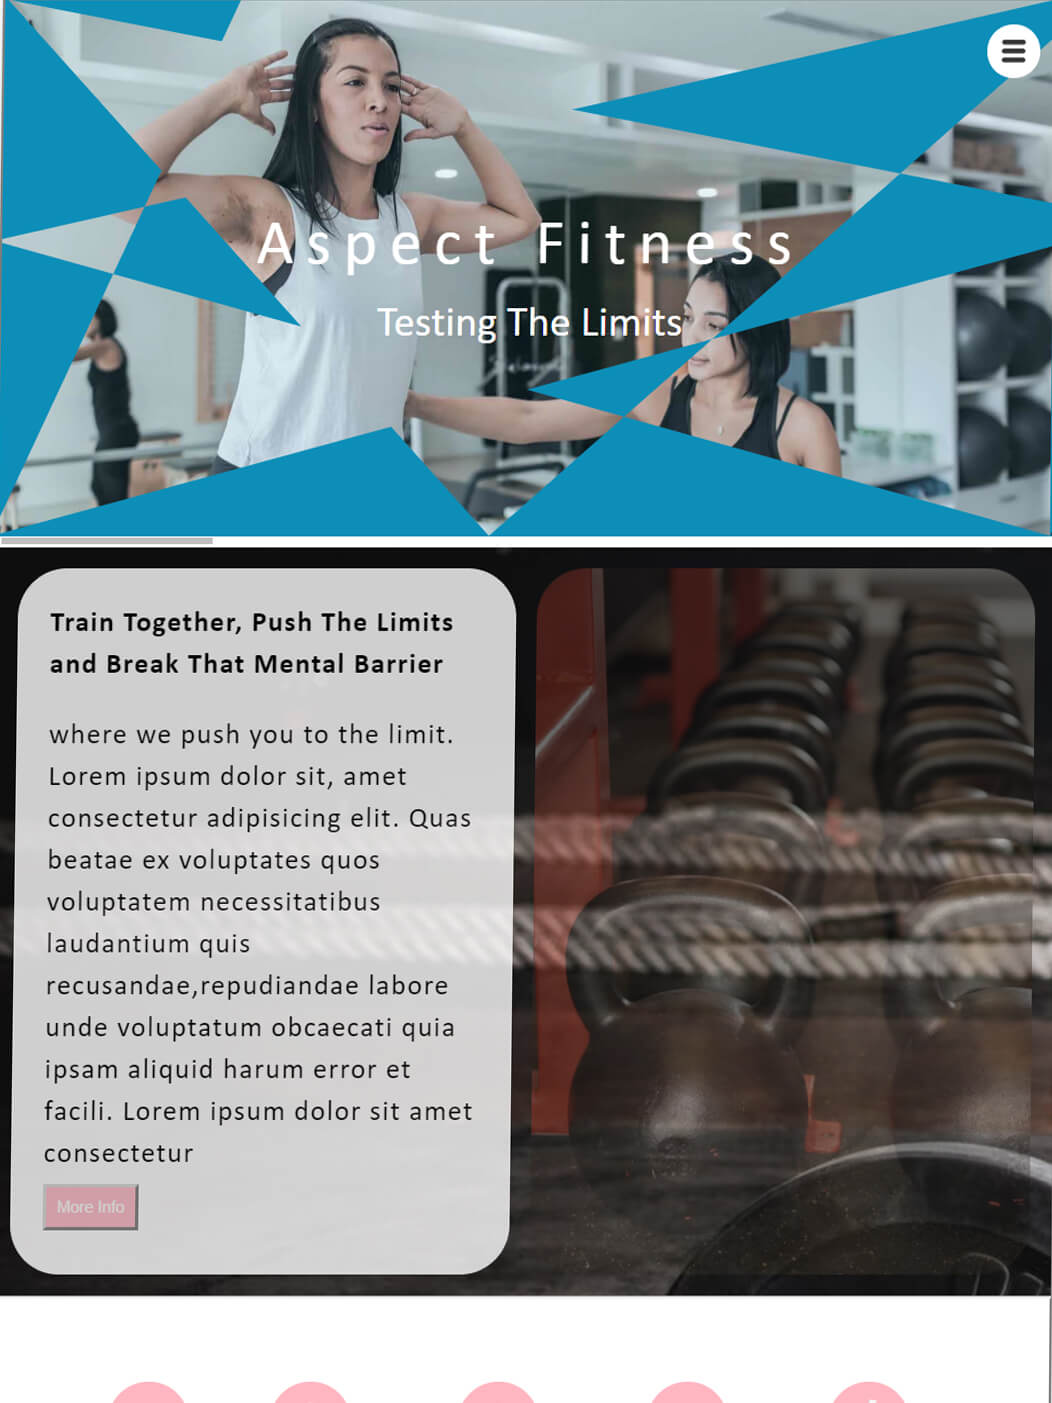 Aspect Fitness
Testing The Limits
Train Together, Push The Limits
and Break That Mental Barrier
where we push you to the limit.
Lorem ipsum dolor sit, amet
consectetur adipisicing elit. Quas
beatae ex voluptates quos
voluptatem necessitatibus
laudantium quis
recusandae,repudiandae labore
unde voluptatum obcaecati quia
ipsam aliquid harum error et
facili. Lorem ipsum dolor sit amet
consectetur
More Info